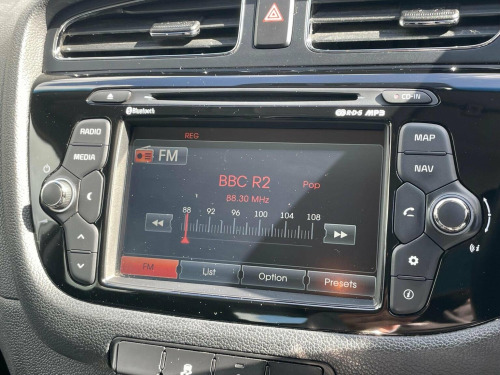 CD-IN
Bluetooth
RDS MP3
RADIO
MEDIA
REG
FM
BBC R2
Pop
88.30 MHz
88 92 96 100 104 108
FM
List
Option
Presets
MAP
NAV